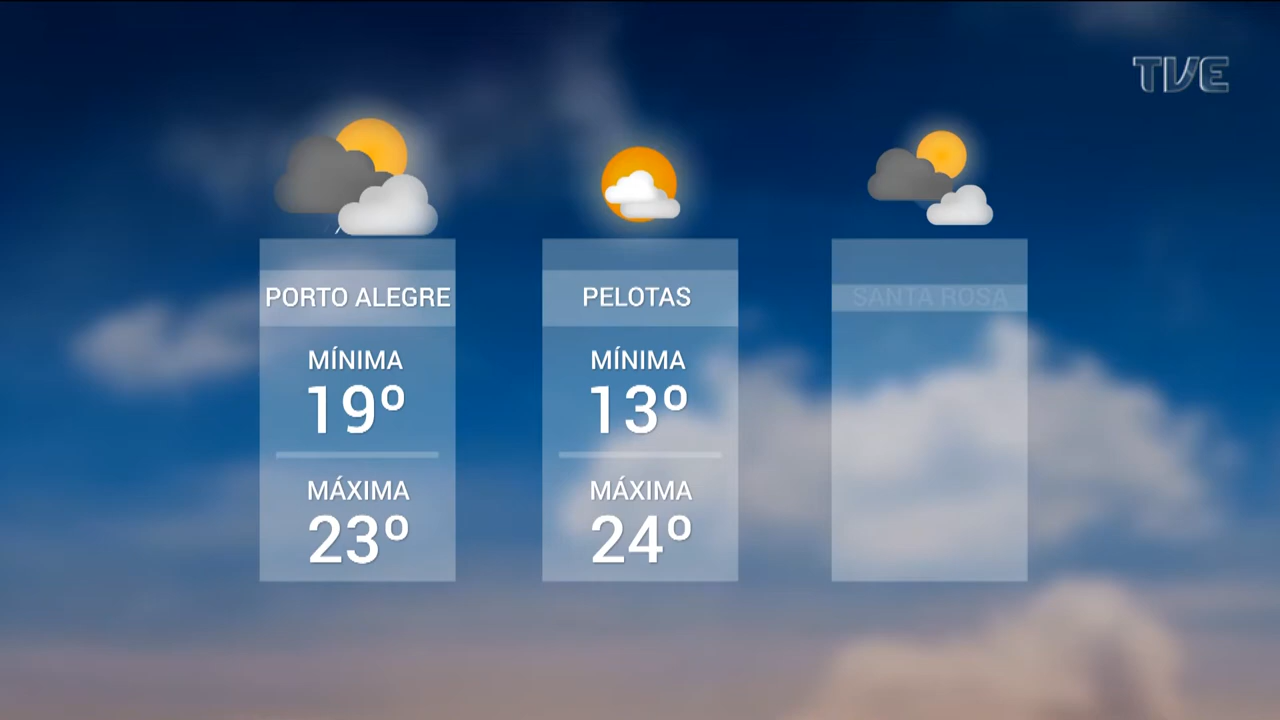 TVE
PORTO ALEGRE
MÍNIMA
19º
MÁXIMA
23º
PELOTAS
MÍNIMA
13º
MÁXIMA
24º
SANTA ROSA